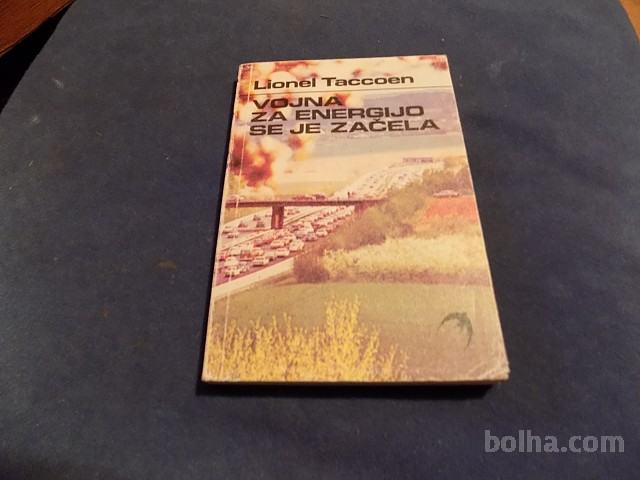 Lionel Taccoen
VOJNA
ZA ENERGIJO
SE JE ZAČELA
bolha.com